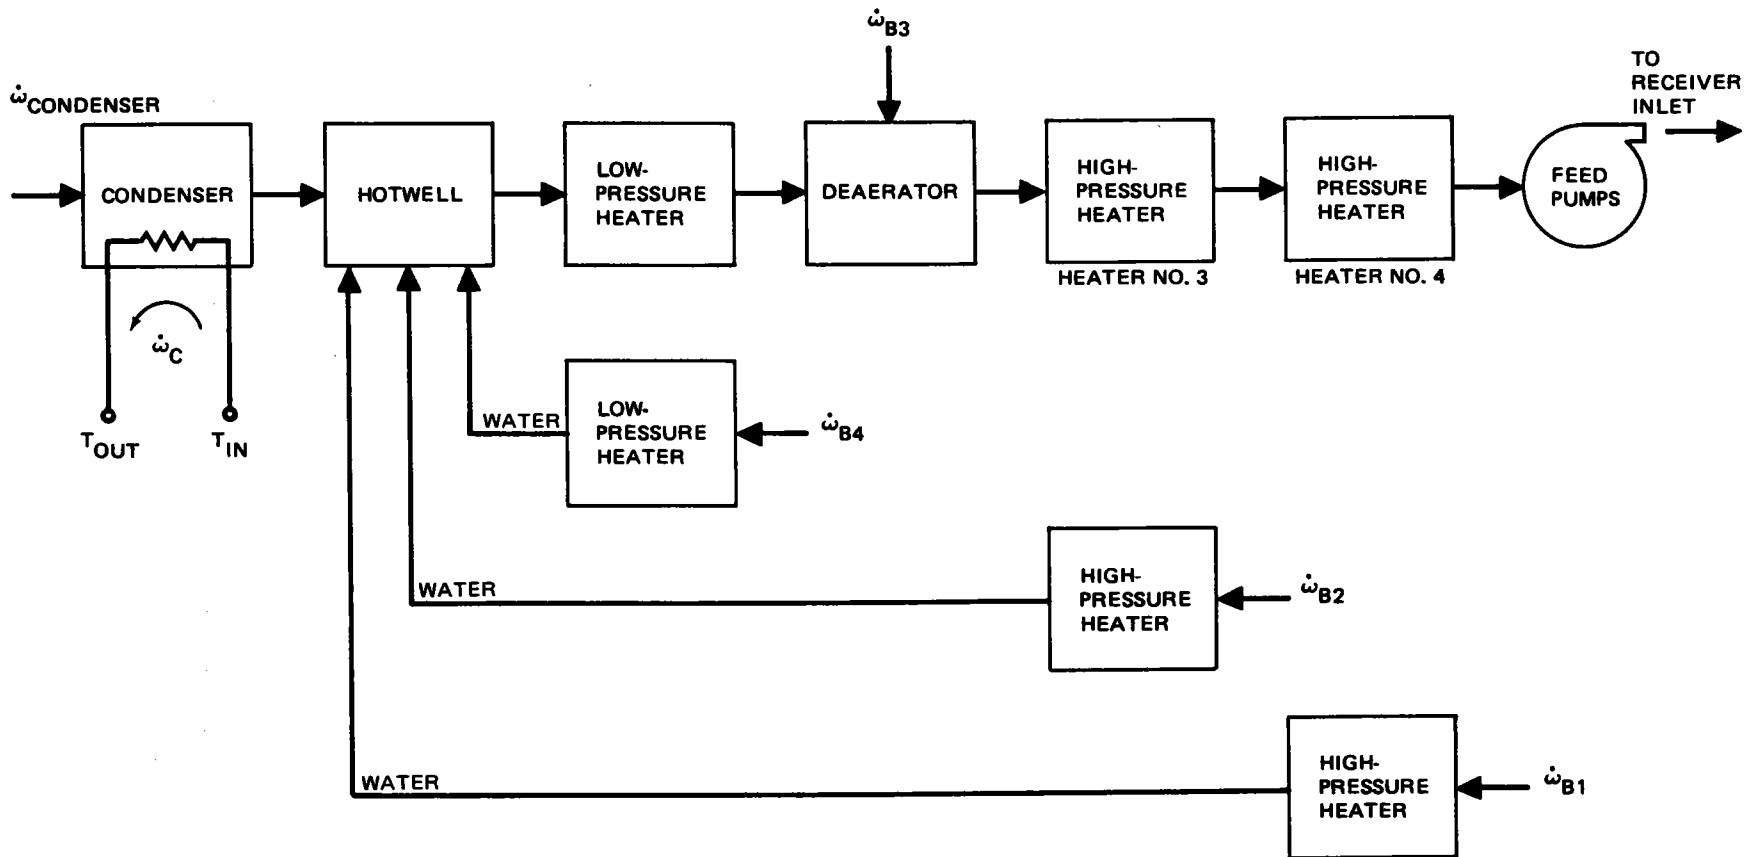 ω̇B3
TO
RECEIVER
INLET
ω̇CONDENSER
CONDENSER
HOTWELL
LOW-
PRESSURE
HEATER
DEAERATOR
HIGH-
PRESSURE
HEATER
HIGH-
PRESSURE
HEATER
FEED
PUMPS
HEATER NO. 3
HEATER NO. 4
ω̇C
TOUT
TIN
WATER
LOW-
PRESSURE
HEATER
ω̇B4
WATER
HIGH-
PRESSURE
HEATER
ω̇B2
WATER
HIGH-
PRESSURE
HEATER
ω̇B1